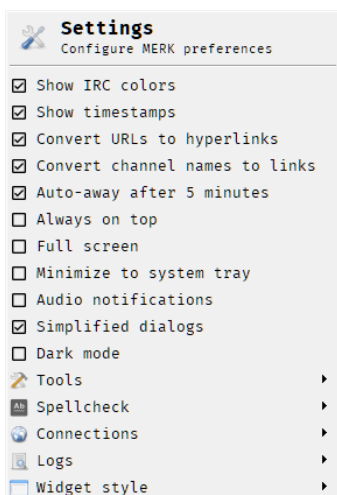 Settings
Configure MERK preferences
Show IRC colors
Show timestamps
Convert URLs to hyperlinks
Convert channel names to links
Auto-away after 5 minutes
Always on top
Full screen
Minimize to system tray
Audio notifications
Simplified dialogs
Dark mode
Tools
Ab Spellcheck
Connections
Logs
Widget style